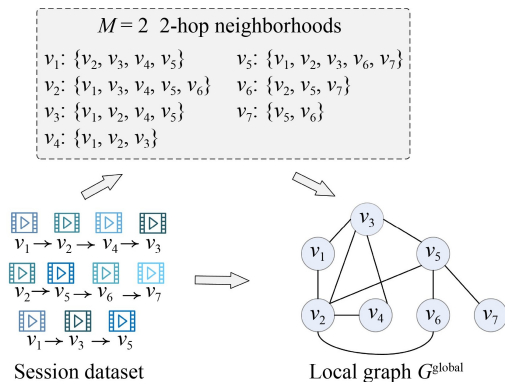 M = 2 2-hop neighborhoods
v₁: {v₂, v₃, v₄, v₅}
v₂: {v₁, v₃, v₄, v₅, v₆}
v₃: {v₁, v₂, v₄, v₅}
v₄: {v₁, v₂, v₃}
v₅: {v₁, v₂, v₃, v₆, v₇}
v₆: {v₂, v₅, v₇}
v₇: {v₅, v₆}
v₁ → v₂ → v₄ → v₃
v₂ → v₅ → v₆ → v₇
v₁ → v₃ → v₅
Session dataset
v₃
v₁
v₅
v₂
v₄
v₆
v₇
Local graph G^global